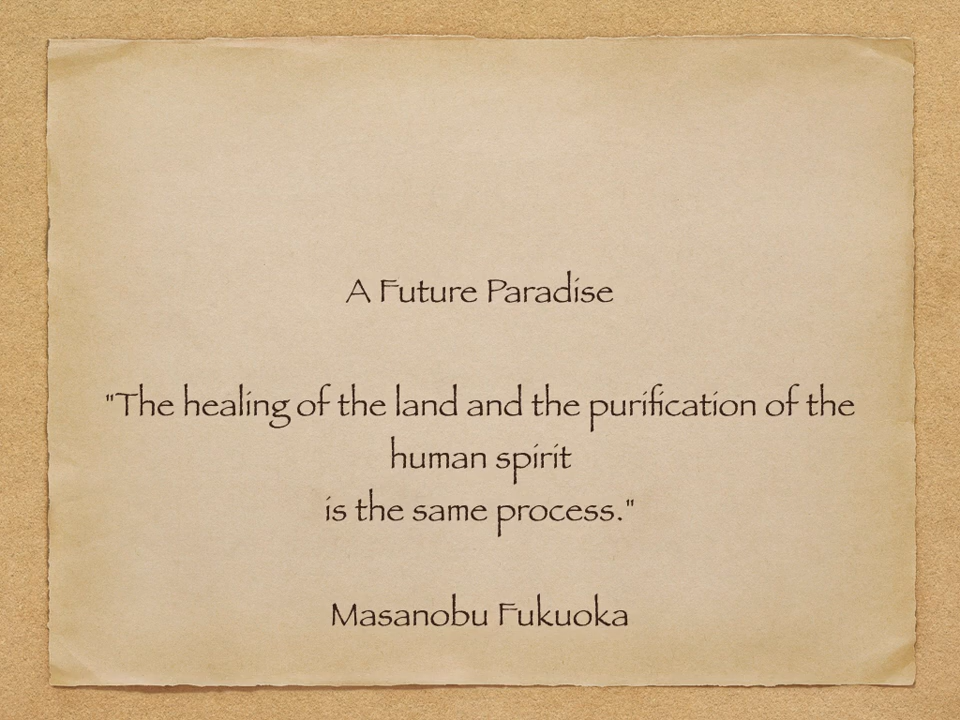 A Future Paradise
"The healing of the land and the purification of the
human spirit
is the same process."
Masanobu Fukuoka